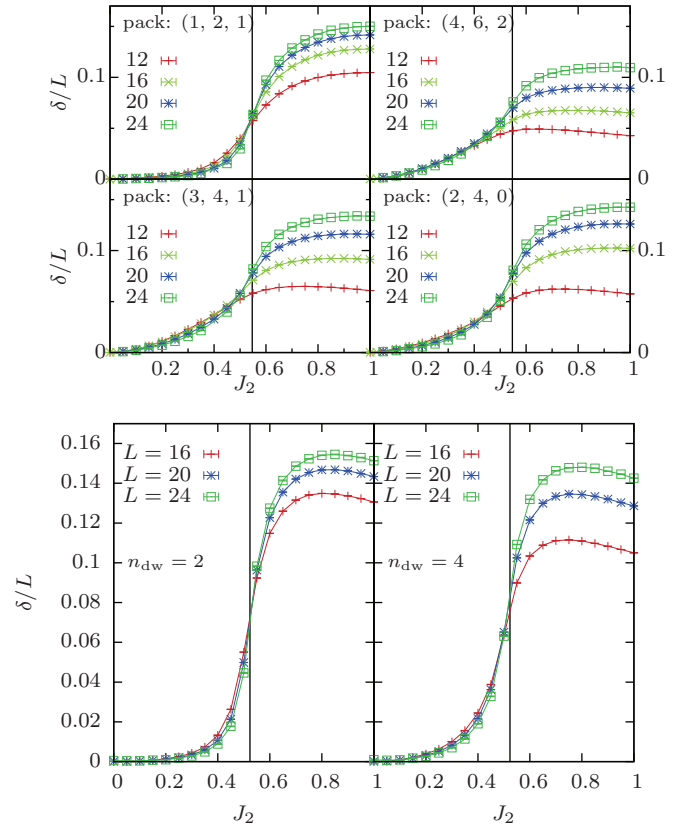 pack: (1, 2, 1)
12
16
20
24
0.1
0
δ/L
pack: (4, 6, 2)
12
16
20
24
0.1
0
pack: (3, 4, 1)
12
16
20
24
0.1
0
δ/L
0 0.2 0.4 0.6 0.8
J₂
pack: (2, 4, 0)
12
16
20
24
0.1
0
1 0.2 0.4 0.6 0.8 1
J₂
0.16
0.14
0.12
0.1
0.08
0.06
0.04
0.02
0
δ/L
L = 16
L = 20
L = 24
n_dw = 2
0 0.2 0.4 0.6 0.8
J₂
L = 16
L = 20
L = 24
n_dw = 4
1 0.2 0.4 0.6 0.8 1
J₂